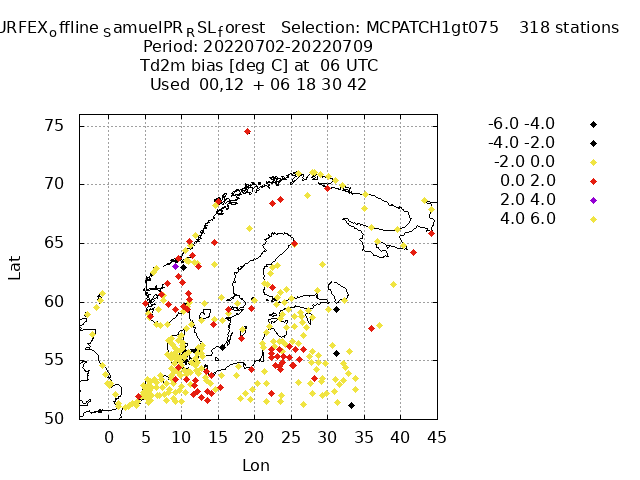 URFEXoffline SamuelPRRSLforest Selection: MCPATCH1gt075 318 stations
Period: 20220702-20220709
Td2m bias [deg C] at 06 UTC
Used 00,12 + 06 18 30 42
-6.0 -4.0
-4.0 -2.0
-2.0 0.0
0.0 2.0
2.0 4.0
4.0 6.0
75
70
65
60
55
50
Lat
0 5 10 15 20 25 30 35 40 45
Lon